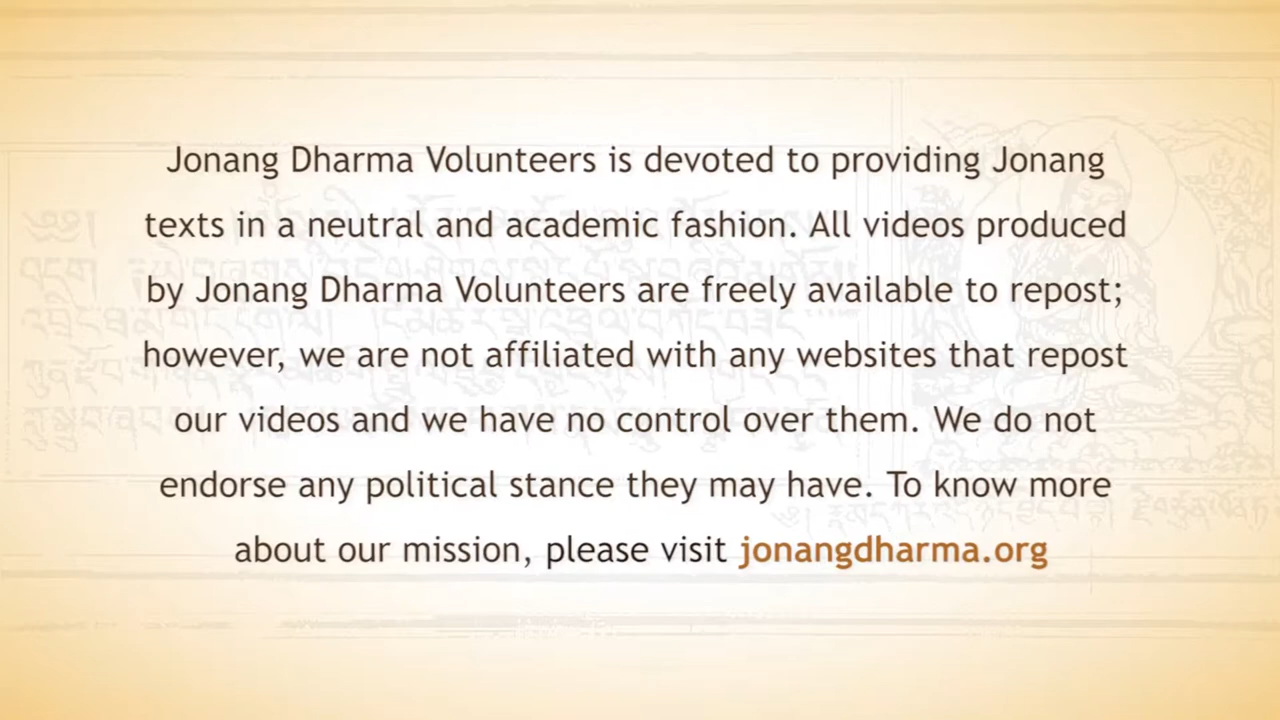 Jonang Dharma Volunteers is devoted to providing Jonang
texts in a neutral and academic fashion. All videos produced
by Jonang Dharma Volunteers are freely available to repost;
however, we are not affiliated with any websites that repost
our videos and we have no control over them. We do not
endorse any political stance they may have. To know more
about our mission, please visit jonangdharma.org